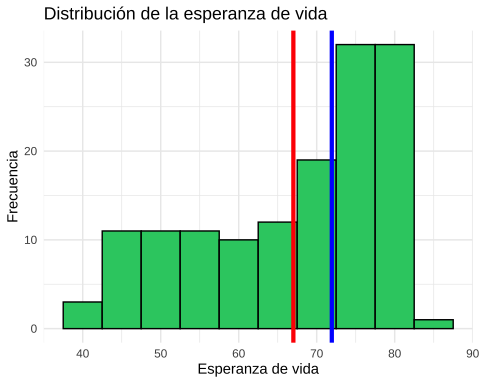 Distribución de la esperanza de vida
Frecuencia
30
20
10
0
40 50 60 70 80 90
Esperanza de vida